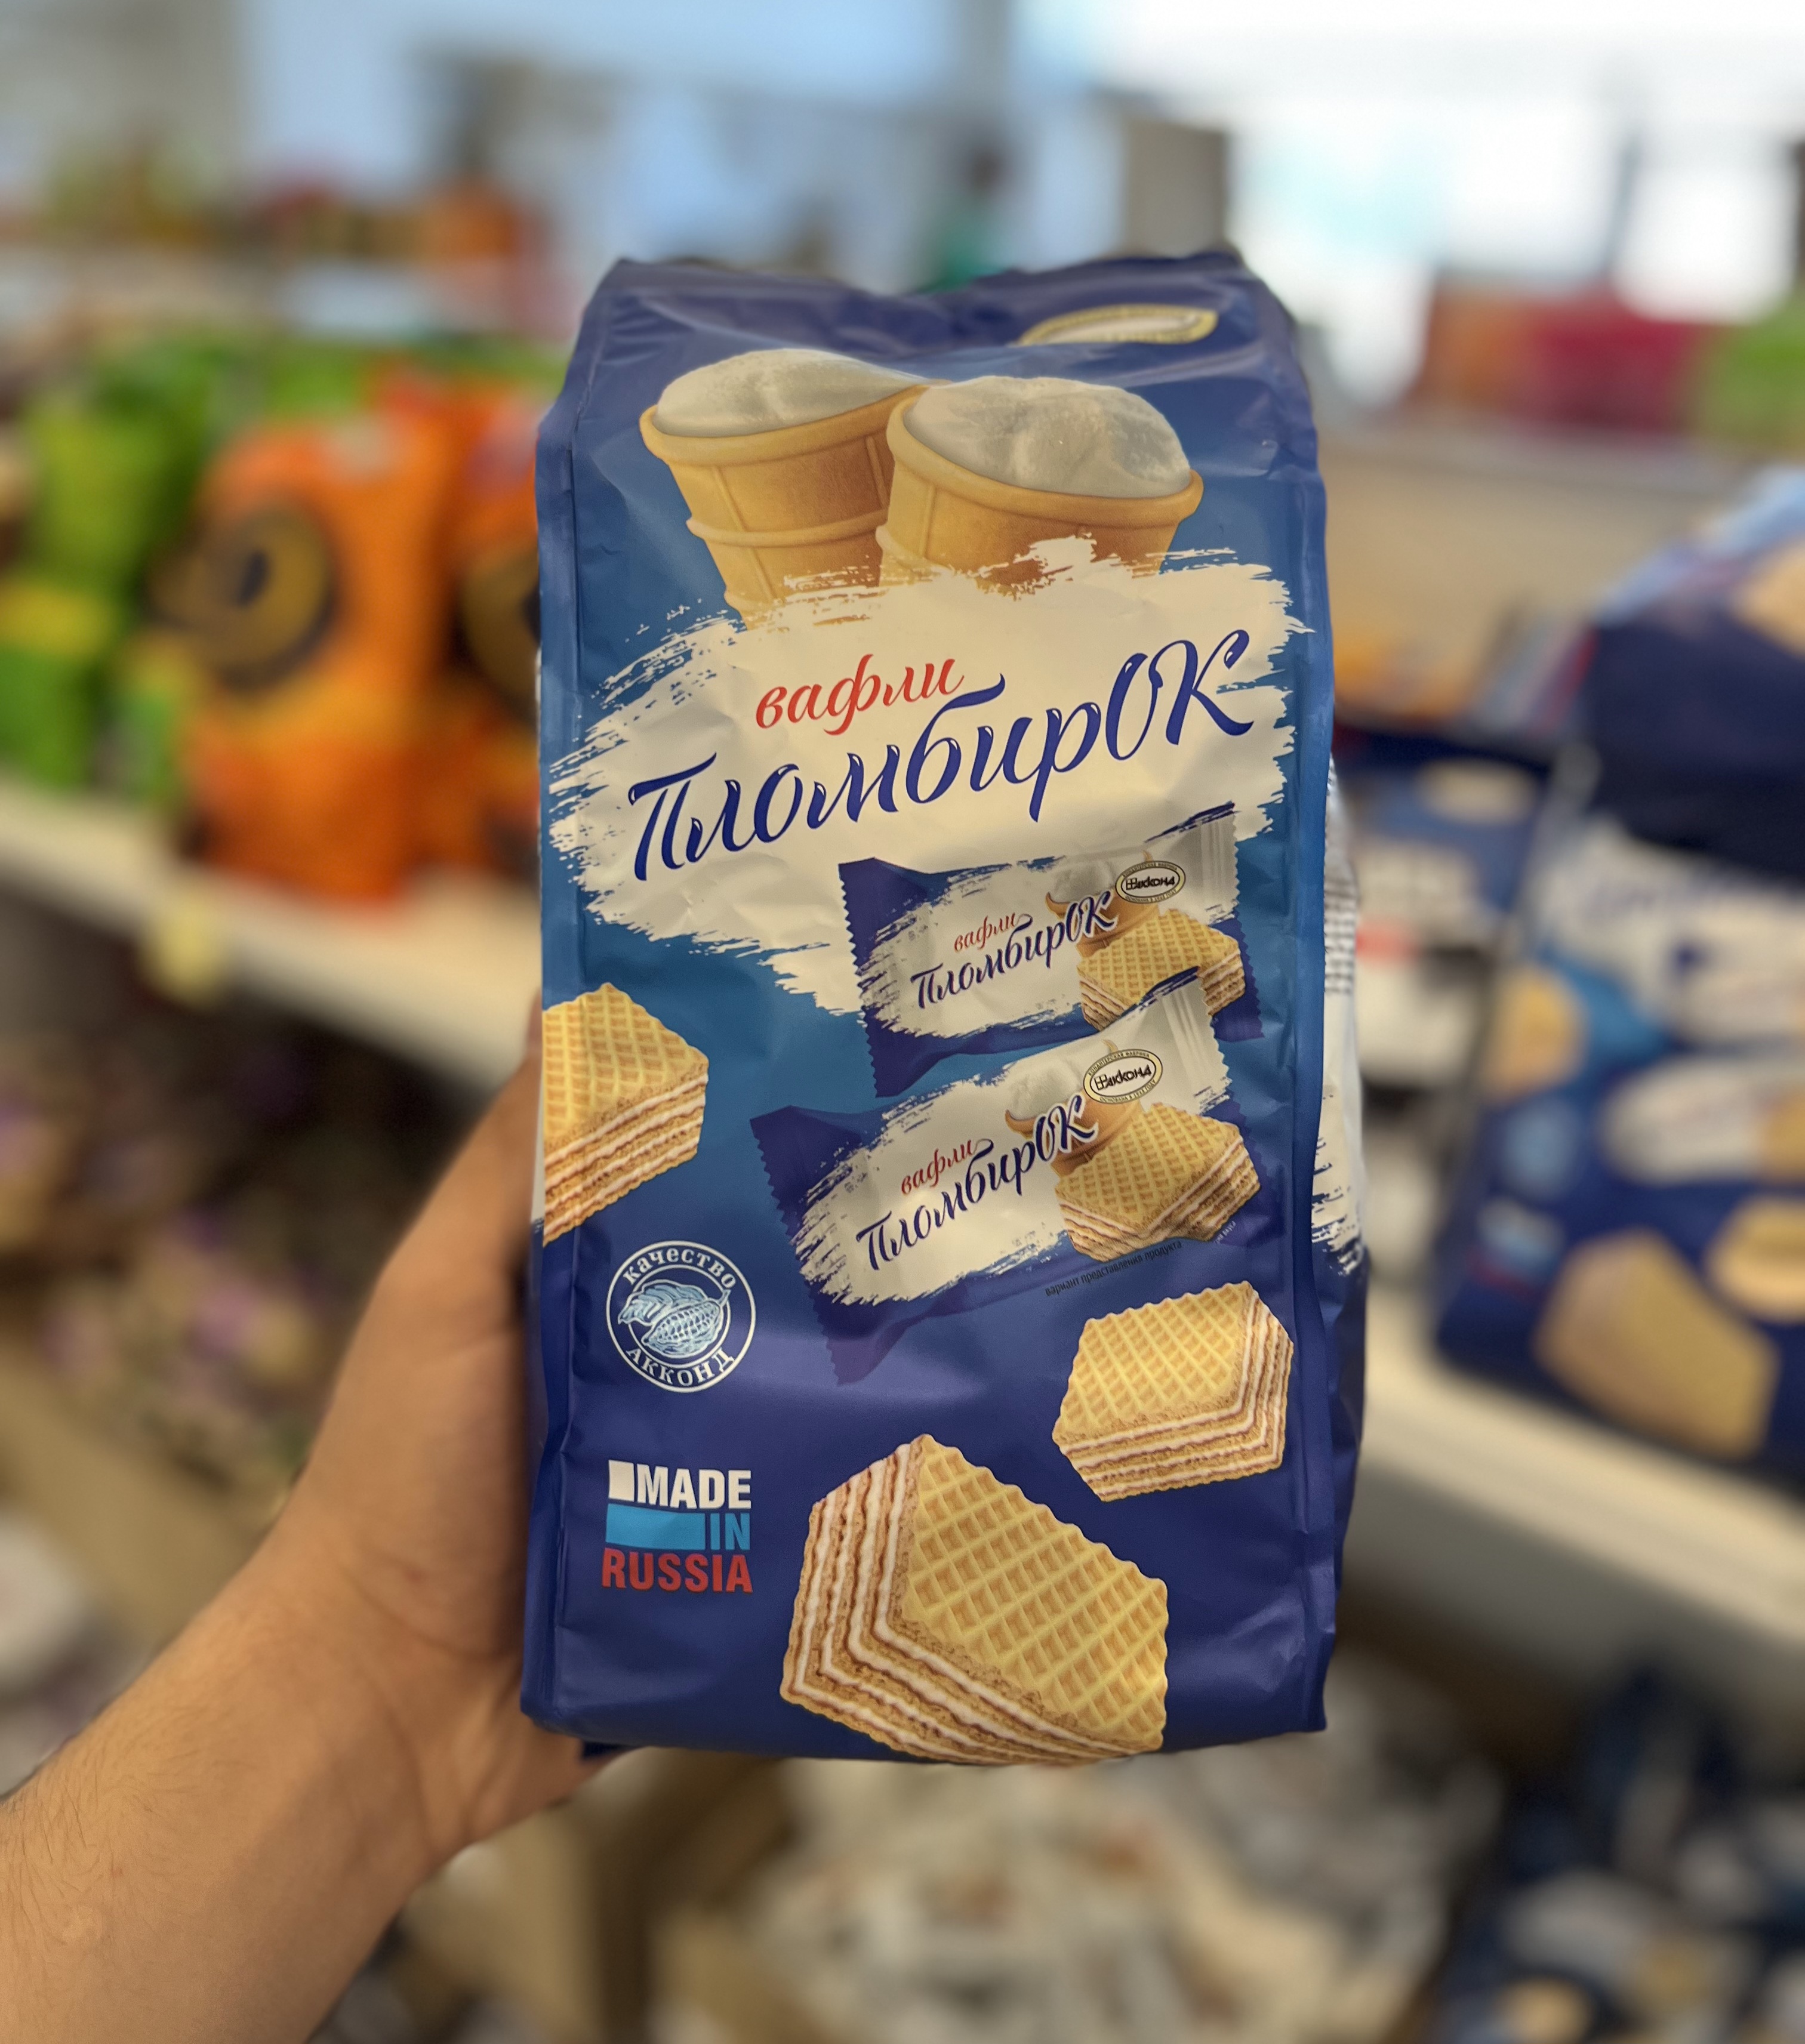 вафли
ПломбирОК
АККОНД
вафли
ПломбирОК
АККОНД
вафли
ПломбирОК
вариант представления продукта
качество
АККОНД
MADE
IN
RUSSIA